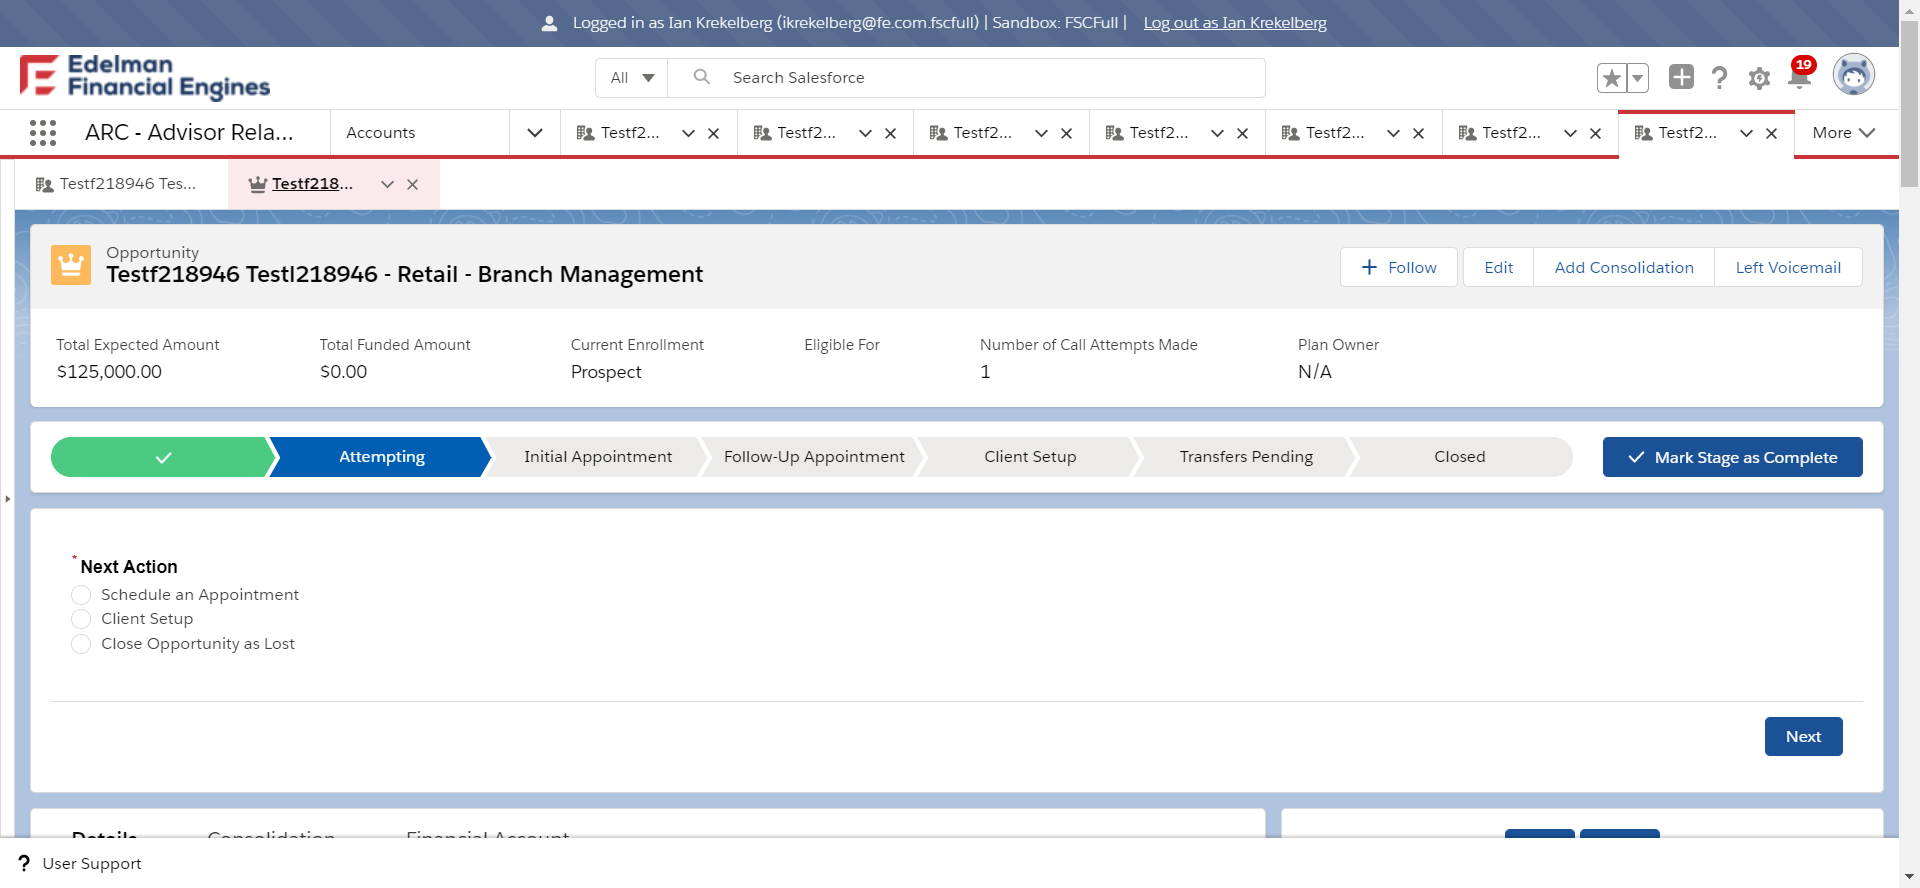 Logged in as Ian Krekelberg (ikrekelberg@fe.com.fscfull) | Sandbox: FSCFull | Log out as Ian Krekelberg
Edelman
Financial Engines
All
Search Salesforce
19
ARC - Advisor Rela...
Accounts
Testf2...
Testf2...
Testf2...
Testf2...
Testf2...
Testf2...
Testf2...
More
Testf218946 Tes...
Testf218...
Opportunity
Testf218946 Testl218946 - Retail - Branch Management
Follow
Edit
Add Consolidation
Left Voicemail
Total Expected Amount
$125,000.00
Total Funded Amount
$0.00
Current Enrollment
Prospect
Eligible For
Number of Call Attempts Made
1
Plan Owner
N/A
Attempting
Initial Appointment
Follow-Up Appointment
Client Setup
Transfers Pending
Closed
Mark Stage as Complete
* Next Action
Schedule an Appointment
Client Setup
Close Opportunity as Lost
Next
Details
Consolidation
Financial Account
? User Support